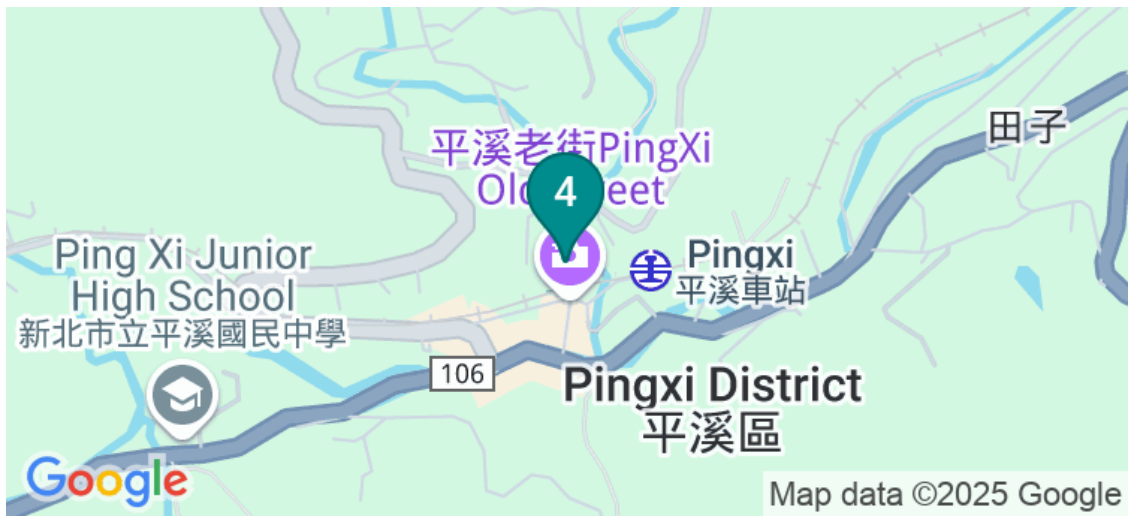 田子
平溪老街PingXi
4
Pingxi
平溪車站
Ping Xi Junior
High School
新北市立平溪國民中學
106
Pingxi District
平溪區
Google
Map data ©2025 Google